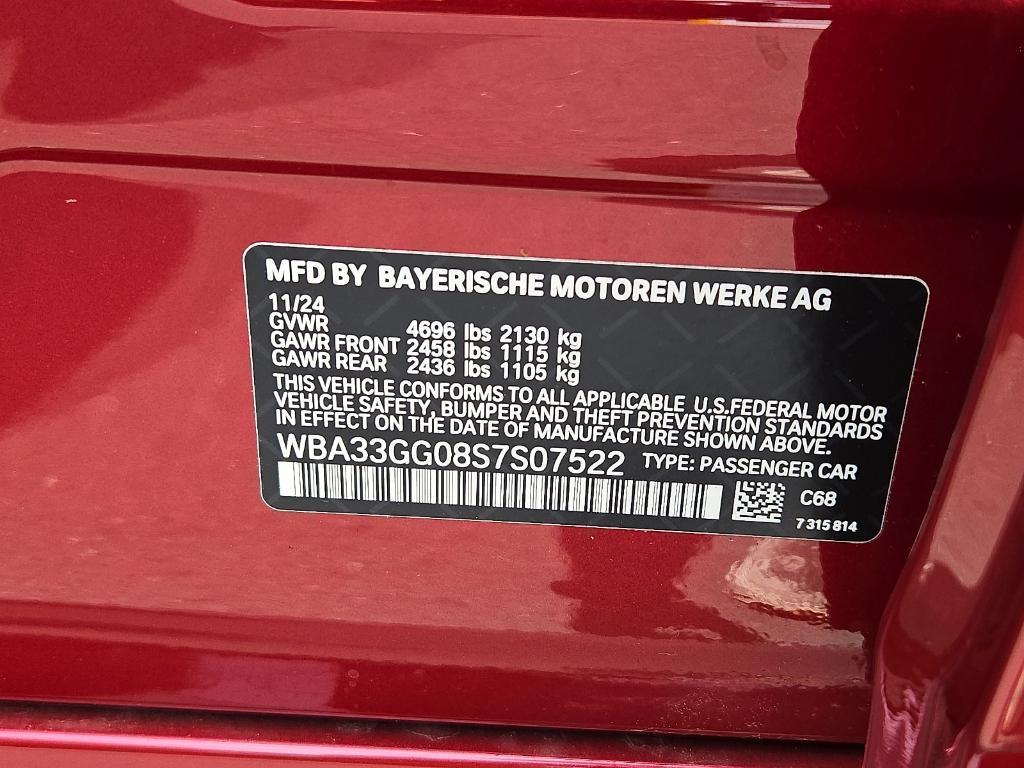 MFD BY BAYERISCHE MOTOREN WERKE AG
11/24
GVWR 4696 lbs 2130 kg
GAWR FRONT 2458 lbs 1115 kg
GAWR REAR 2436 lbs 1105 kg
THIS VEHICLE CONFORMS TO ALL APPLICABLE U.S.FEDERAL MOTOR
VEHICLE SAFETY, BUMPER AND THEFT PREVENTION STANDARDS
IN EFFECT ON THE DATE OF MANUFACTURE SHOWN ABOVE.
WBA33GG08S7S07522 TYPE: PASSENGER CAR
C68
7 315 814